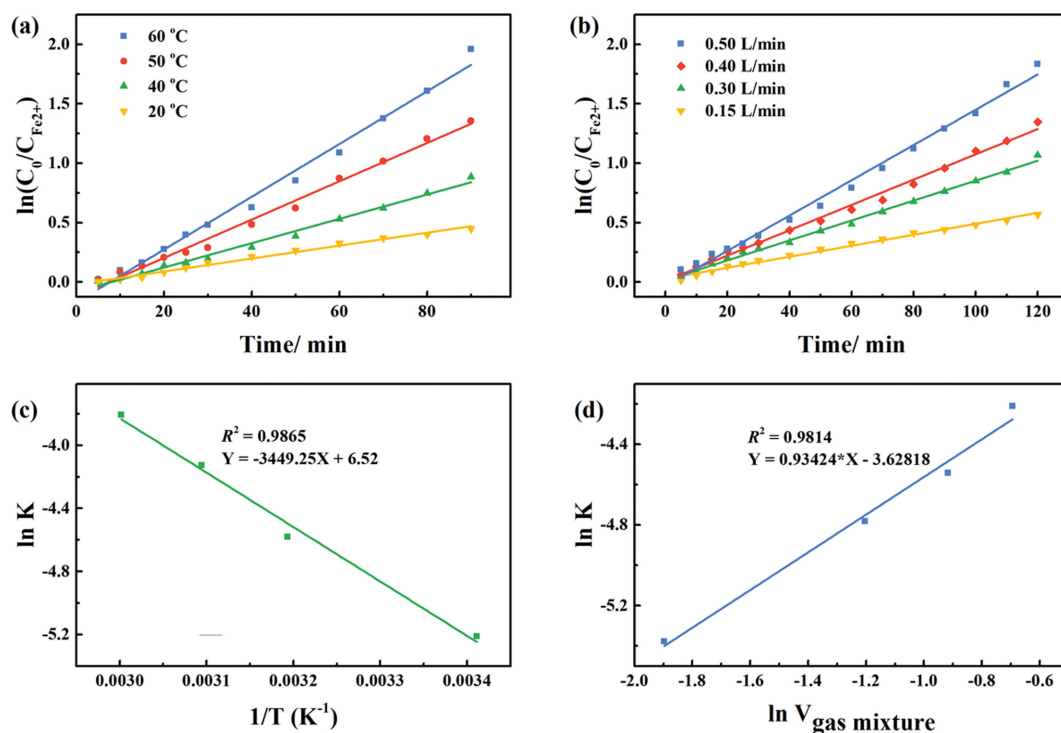 (a)
60 °C
50 °C
40 °C
20 °C
2.0
1.5
1.0
0.5
0.0
0 20 40 60 80
ln(C0/CFe2+)
Time/ min
(b)
0.50 L/min
0.40 L/min
0.30 L/min
0.15 L/min
2.0
1.5
1.0
0.5
0.0
0 20 40 60 80 100 120
ln(C0/CFe2+)
Time/ min
(c)
R² = 0.9865
Y = -3449.25X + 6.52
-4.0
-4.4
-4.8
-5.2
0.0030 0.0031 0.0032 0.0033 0.0034
ln K
1/T (K⁻¹)
(d)
R² = 0.9814
Y = 0.93424*X - 3.62818
-4.4
-4.8
-5.2
-2.0 -1.8 -1.6 -1.4 -1.2 -1.0 -0.8 -0.6
ln K
ln Vgas mixture